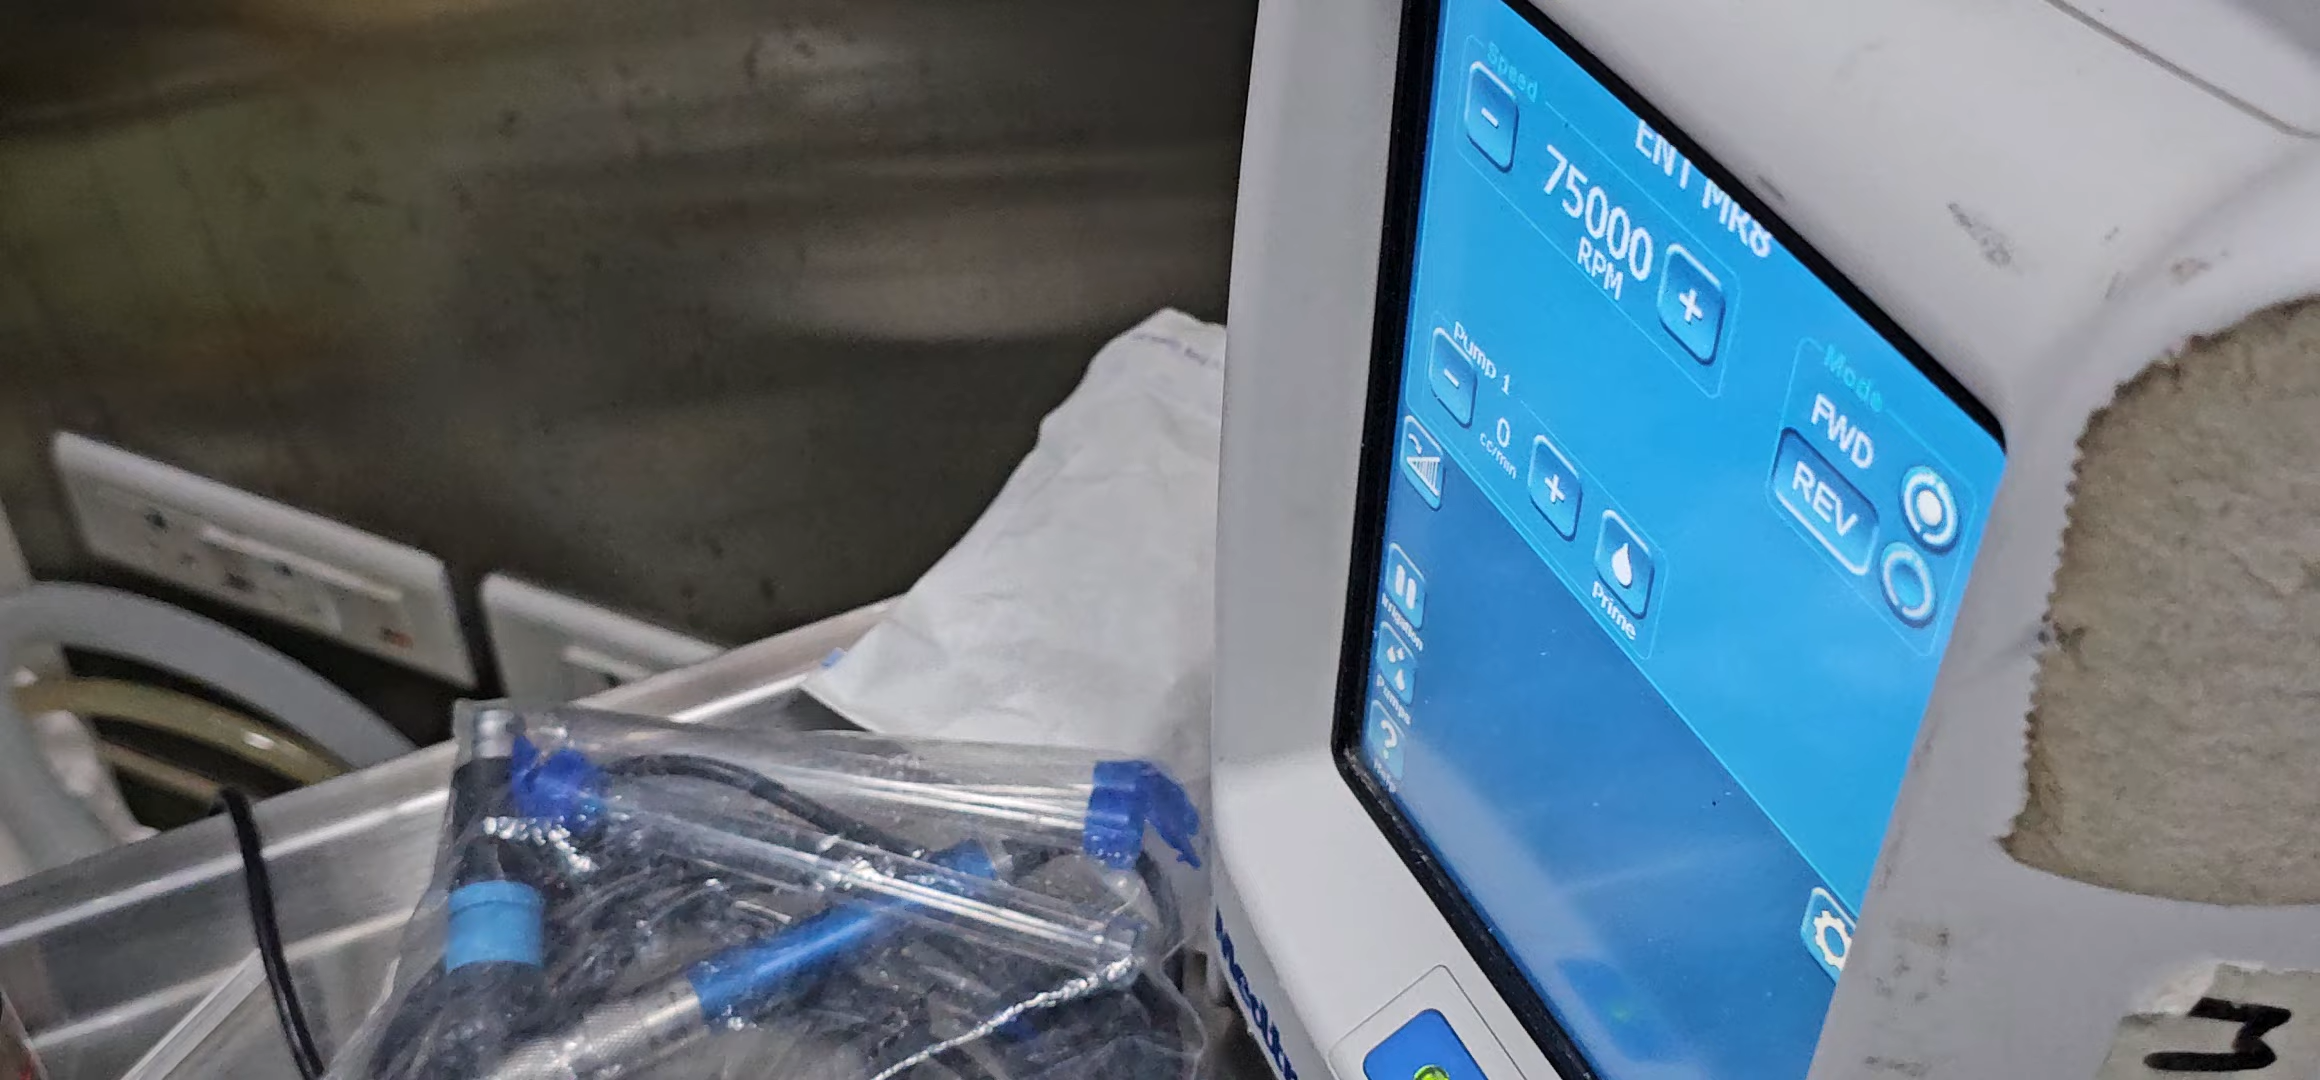 ENT MR8
Speed
-
75000
RPM
+
Mode
FWD
REV
Pump 1
-
0
cc/min
+
Prime
Irrigation
Pumps
?
Help
3